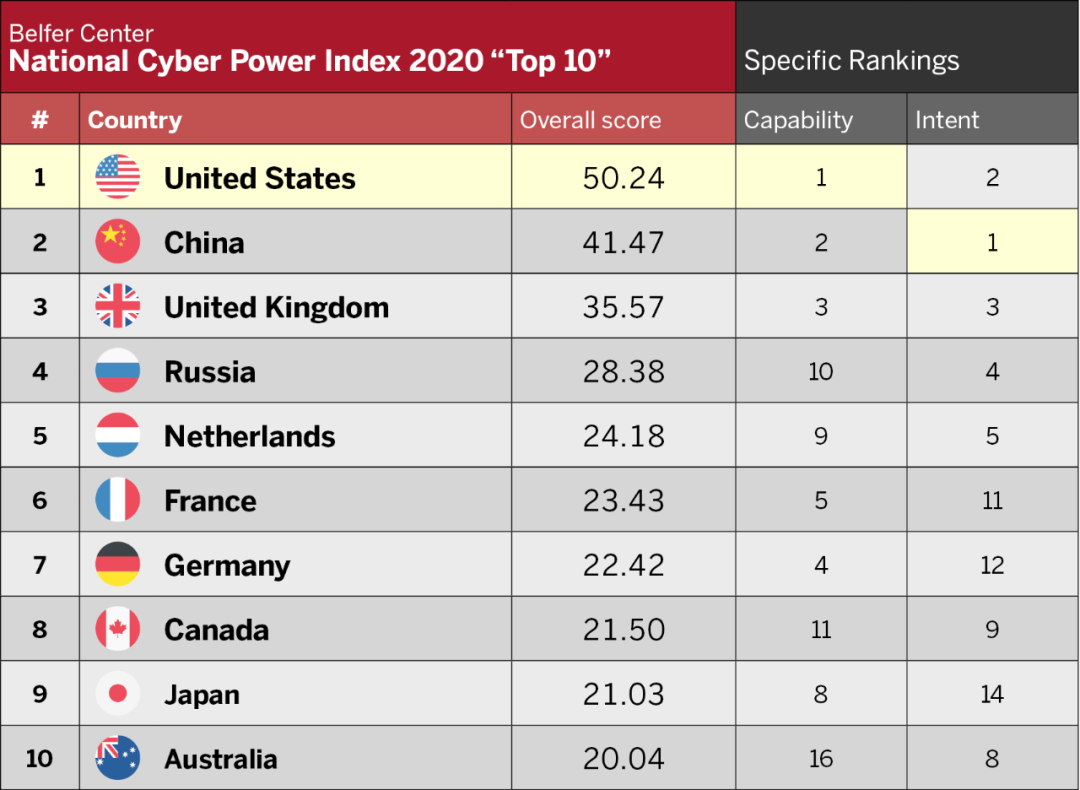 Belfer Center
National Cyber Power Index 2020 “Top 10” Specific Rankings
# Country Overall score Capability Intent
1 United States 50.24 1 2
2 China 41.47 2 1
3 United Kingdom 35.57 3 3
4 Russia 28.38 10 4
5 Netherlands 24.18 9 5
6 France 23.43 5 11
7 Germany 22.42 4 12
8 Canada 21.50 11 9
9 Japan 21.03 8 14
10 Australia 20.04 16 8